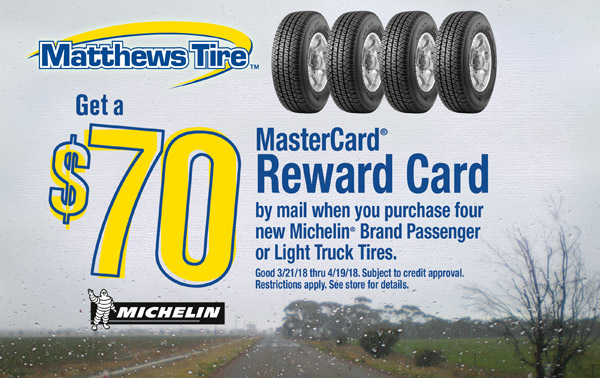 Matthews Tire™
Get a
$70
MasterCard®
Reward Card
by mail when you purchase four
new Michelin® Brand Passenger
or Light Truck Tires.
Good 3/21/18 thru 4/19/18. Subject to credit approval.
Restrictions apply. See store for details.
MICHELIN